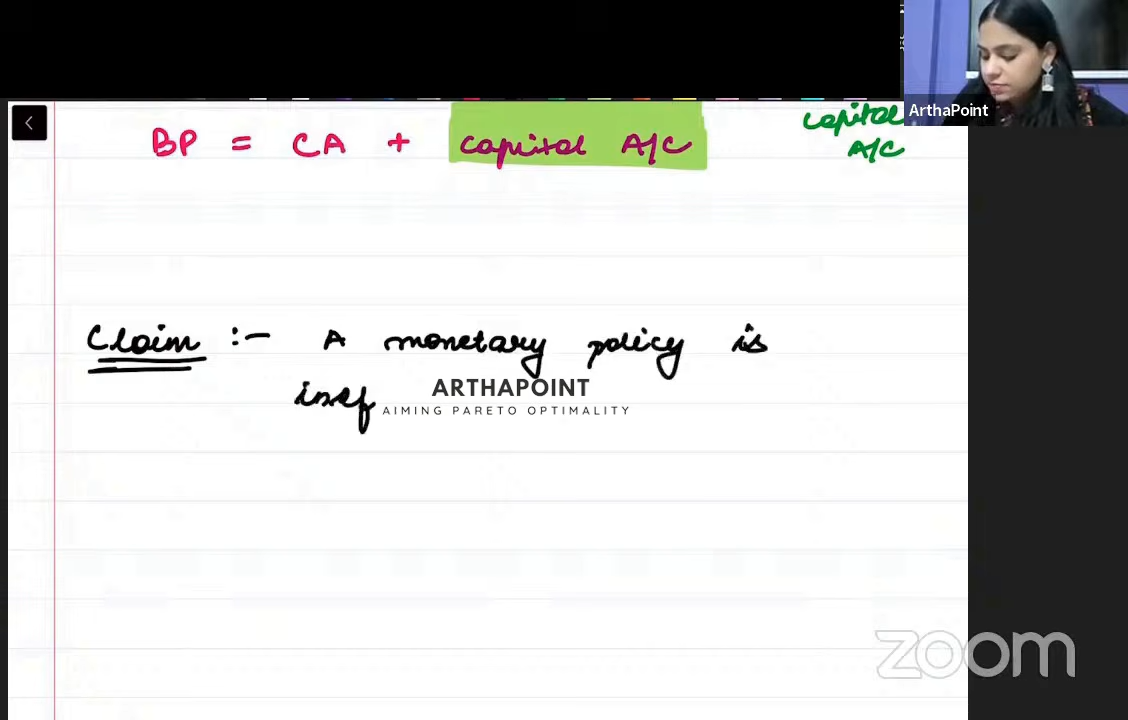 ArthaPoint
BP = CA + capital A/C
capital
A/C
Claim :- A monetary policy is
inef
ARTHAPOINT
AIMING PARETO OPTIMALITY
zoom